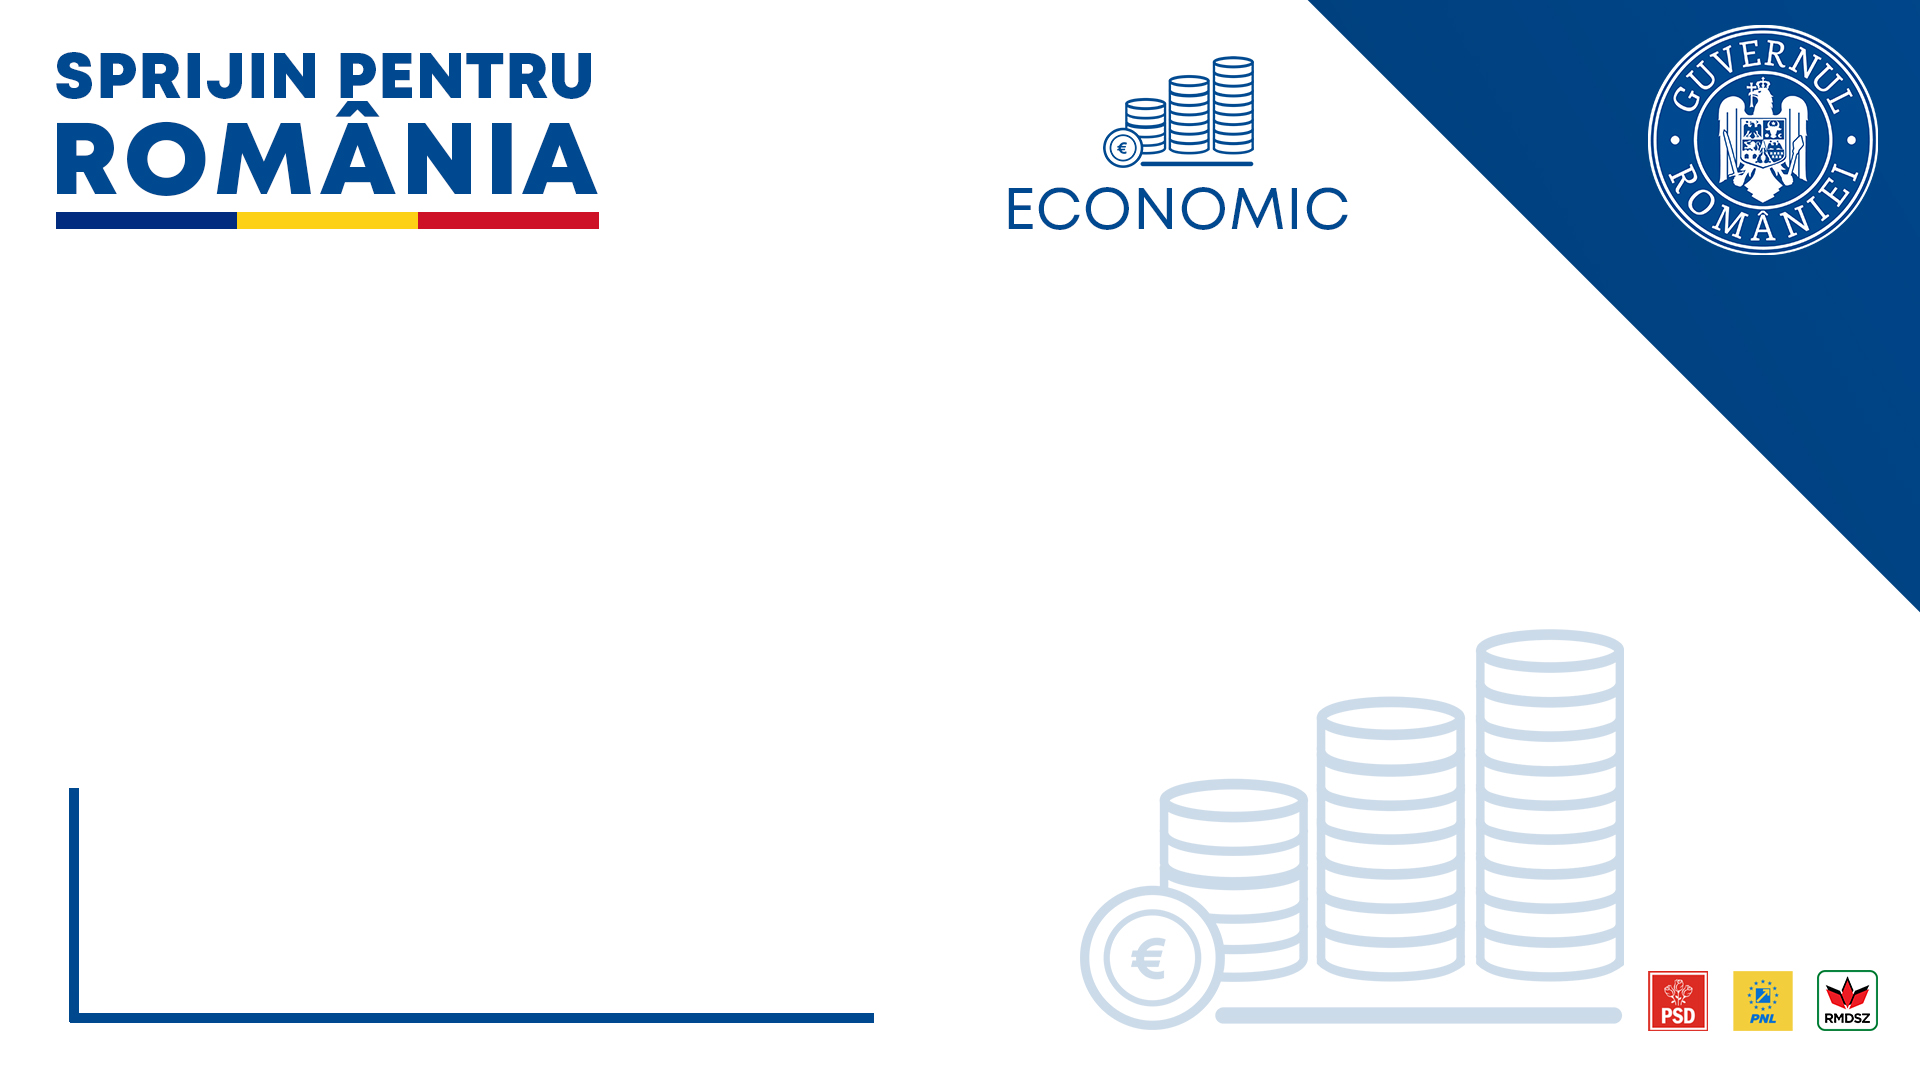 SPRIJIN PENTRU
ROMÂNIA
€
ECONOMIC
GUVERNUL
ROMÂNIEI
€
PSD
PNL
RMDSZ